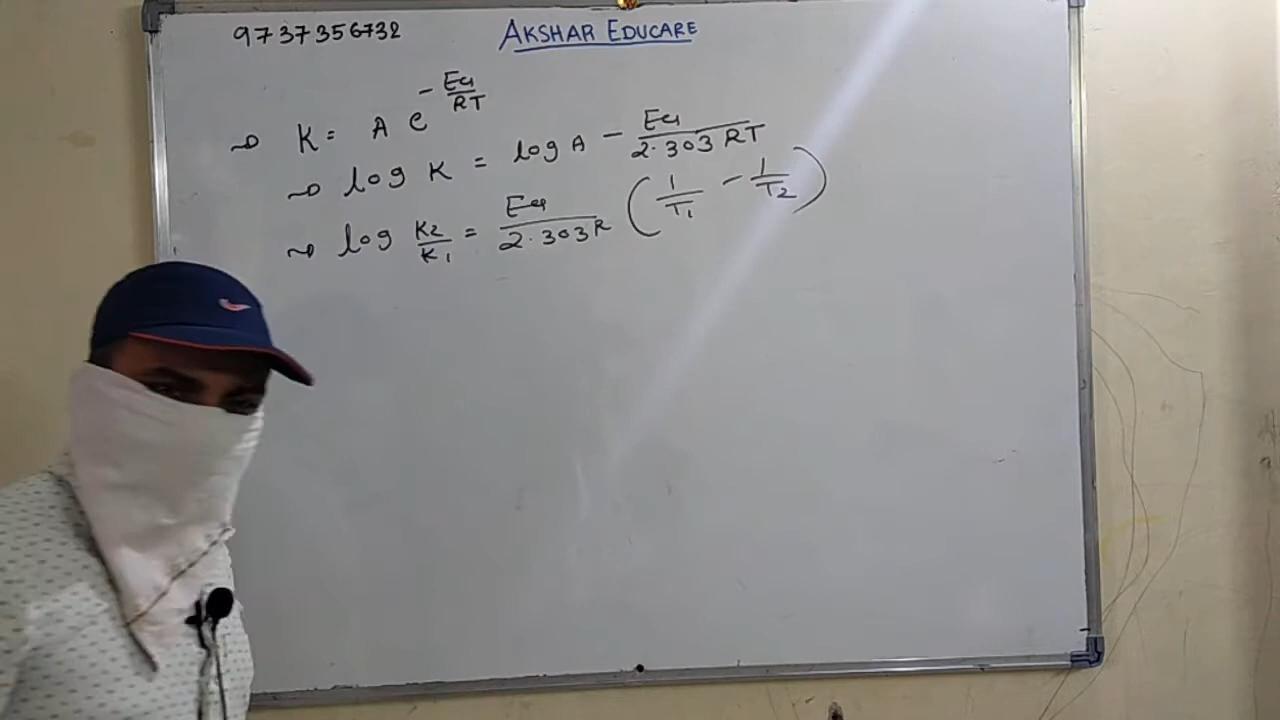 9737356732 AKSHAR EDUCARE
→ K = A e^(-Ea/RT)
→ log K = log A - Ea/2.303 RT
→ log K2/K1 = Ea/2.303R (1/T1 - 1/T2)